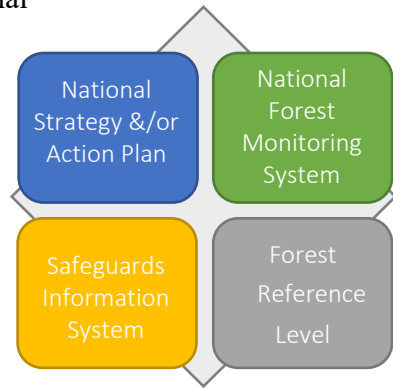 National
Strategy &/or
Action Plan
National
Forest
Monitoring
System
Safeguards
Information
System
Forest
Reference
Level